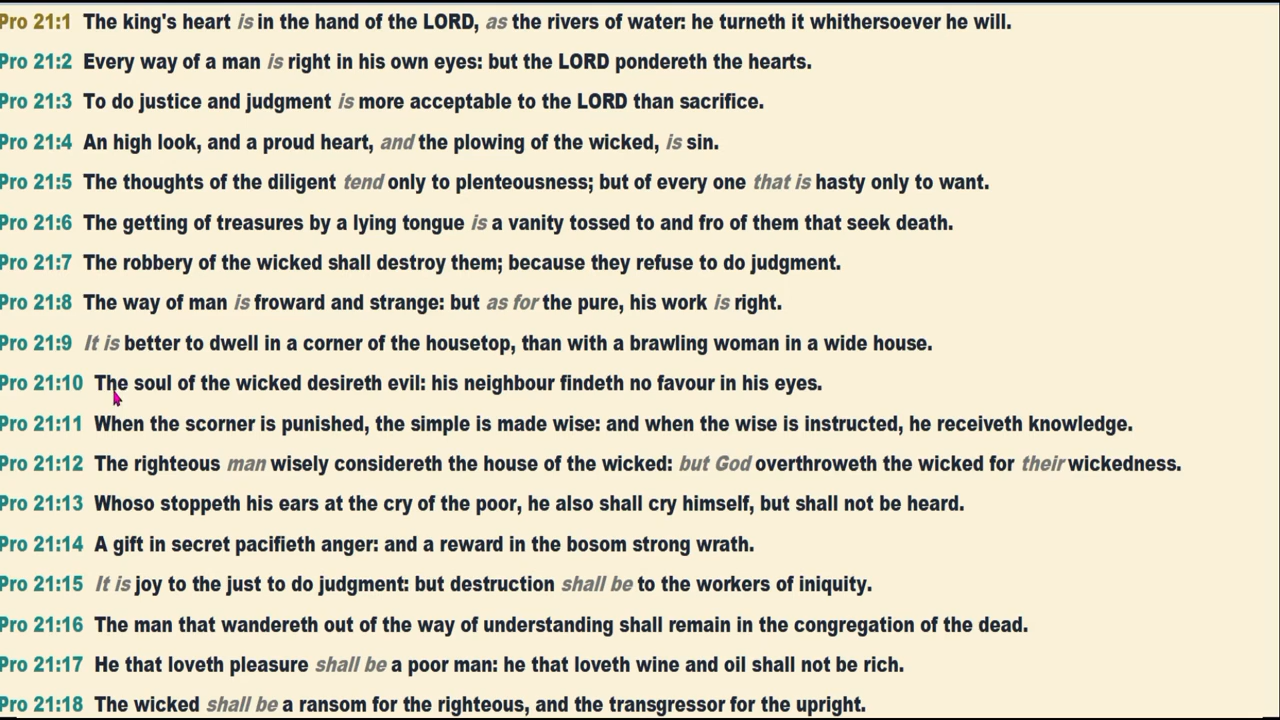 Pro 21:1 The king's heart is in the hand of the LORD, as the rivers of water: he turneth it whithersoever he will.
Pro 21:2 Every way of a man is right in his own eyes: but the LORD pondereth the hearts.
Pro 21:3 To do justice and judgment is more acceptable to the LORD than sacrifice.
Pro 21:4 An high look, and a proud heart, and the plowing of the wicked, is sin.
Pro 21:5 The thoughts of the diligent tend only to plenteousness; but of every one that is hasty only to want.
Pro 21:6 The getting of treasures by a lying tongue is a vanity tossed to and fro of them that seek death.
Pro 21:7 The robbery of the wicked shall destroy them; because they refuse to do judgment.
Pro 21:8 The way of man is froward and strange: but as for the pure, his work is right.
Pro 21:9 It is better to dwell in a corner of the housetop, than with a brawling woman in a wide house.
Pro 21:10 The soul of the wicked desireth evil: his neighbour findeth no favour in his eyes.
Pro 21:11 When the scorner is punished, the simple is made wise: and when the wise is instructed, he receiveth knowledge.
Pro 21:12 The righteous man wisely considereth the house of the wicked: but God overthroweth the wicked for their wickedness.
Pro 21:13 Whoso stoppeth his ears at the cry of the poor, he also shall cry himself, but shall not be heard.
Pro 21:14 A gift in secret pacifieth anger: and a reward in the bosom strong wrath.
Pro 21:15 It is joy to the just to do judgment: but destruction shall be to the workers of iniquity.
Pro 21:16 The man that wandereth out of the way of understanding shall remain in the congregation of the dead.
Pro 21:17 He that loveth pleasure shall be a poor man: he that loveth wine and oil shall not be rich.
Pro 21:18 The wicked shall be a ransom for the righteous, and the transgressor for the upright.